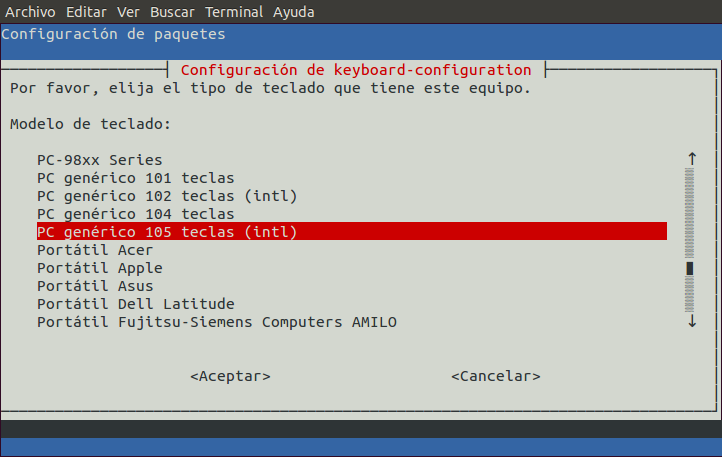 Archivo Editar Ver Buscar Terminal Ayuda
Configuración de paquetes
Configuración de keyboard-configuration
Por favor, elija el tipo de teclado que tiene este equipo.
Modelo de teclado:
PC-98xx Series
PC genérico 101 teclas
PC genérico 102 teclas (intl)
PC genérico 104 teclas
PC genérico 105 teclas (intl)
Portátil Acer
Portátil Apple
Portátil Asus
Portátil Dell Latitude
Portátil Fujitsu-Siemens Computers AMILO
<Aceptar> <Cancelar>